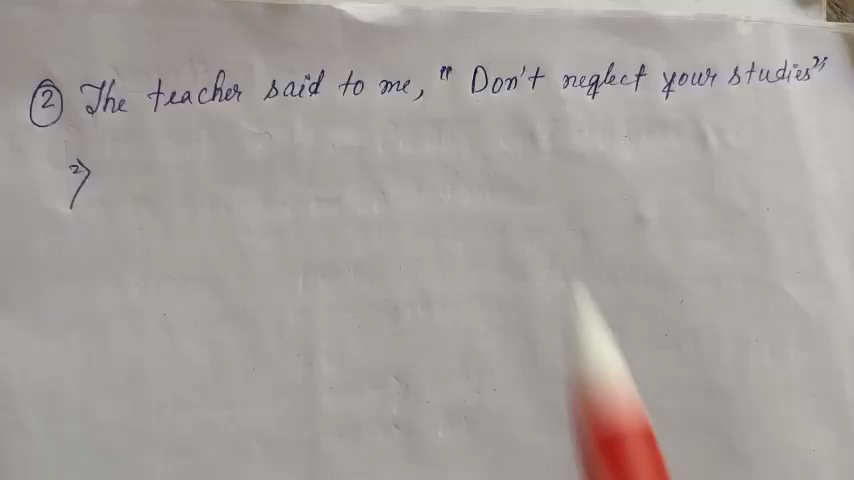 ② The teacher said to me, " Don't neglect your studies"
⇒